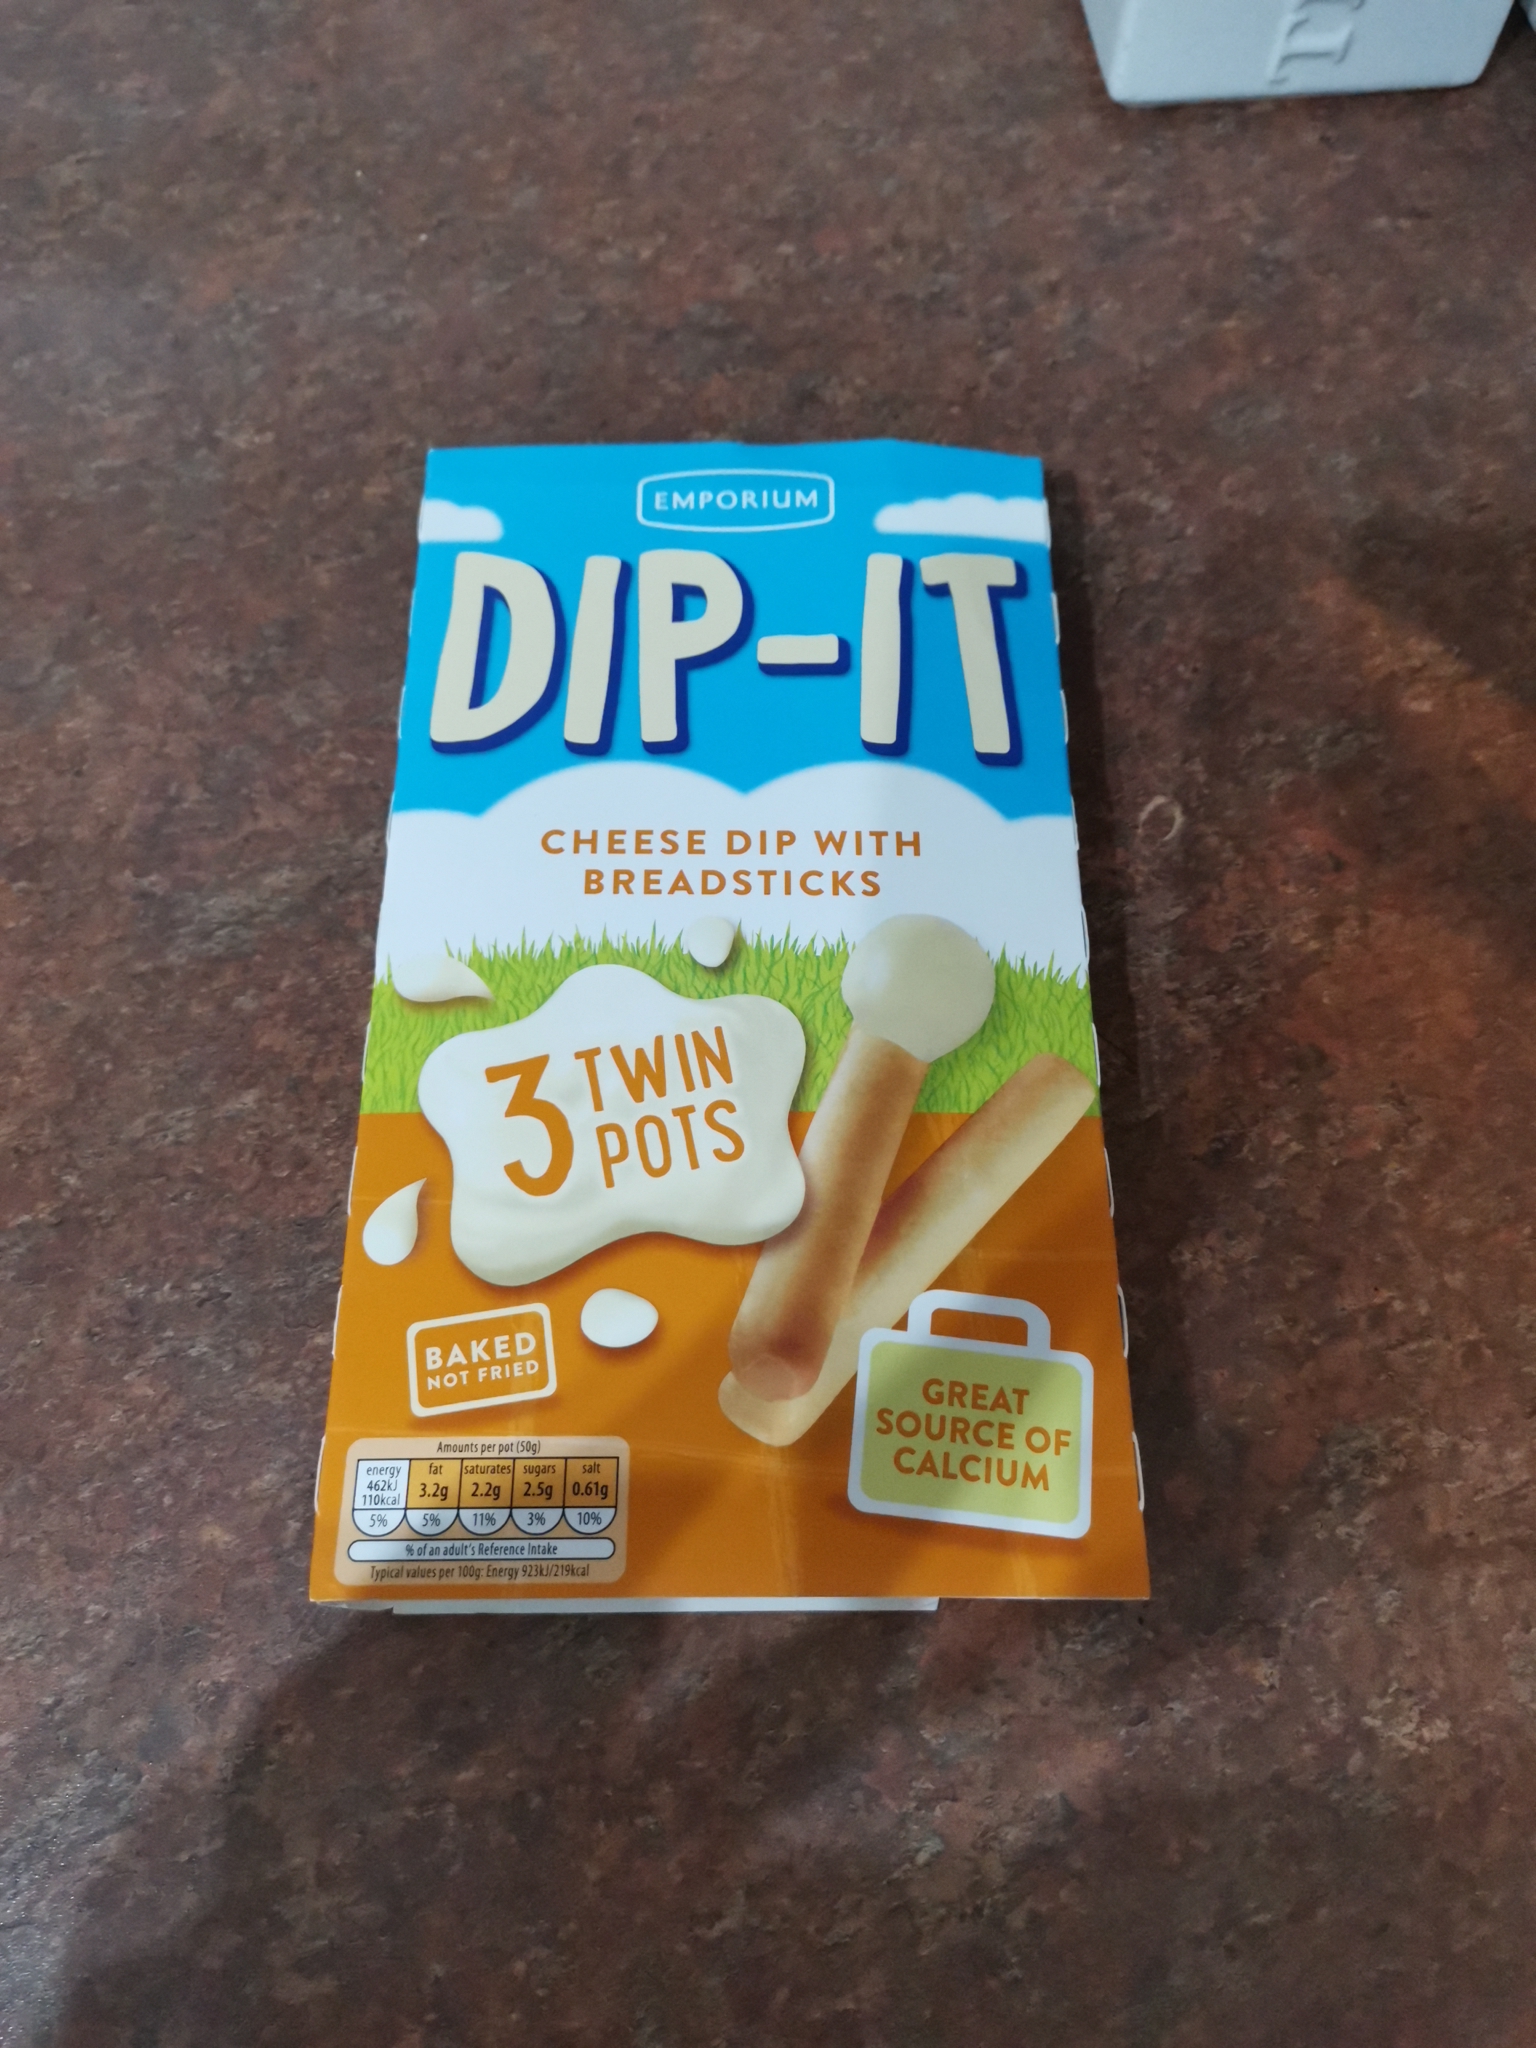 EMPORIUM
DIP-IT
CHEESE DIP WITH
BREADSTICKS
3 TWIN
POTS
BAKED
NOT FRIED
GREAT
SOURCE OF
CALCIUM
Amounts per pot (50g)
energy fat saturates sugars salt
462kJ 3.2g 2.2g 2.5g 0.61g
110kcal
5% 5% 11% 3% 10%
% of an adult's Reference Intake
Typical values per 100g: Energy 923kJ/219kcal